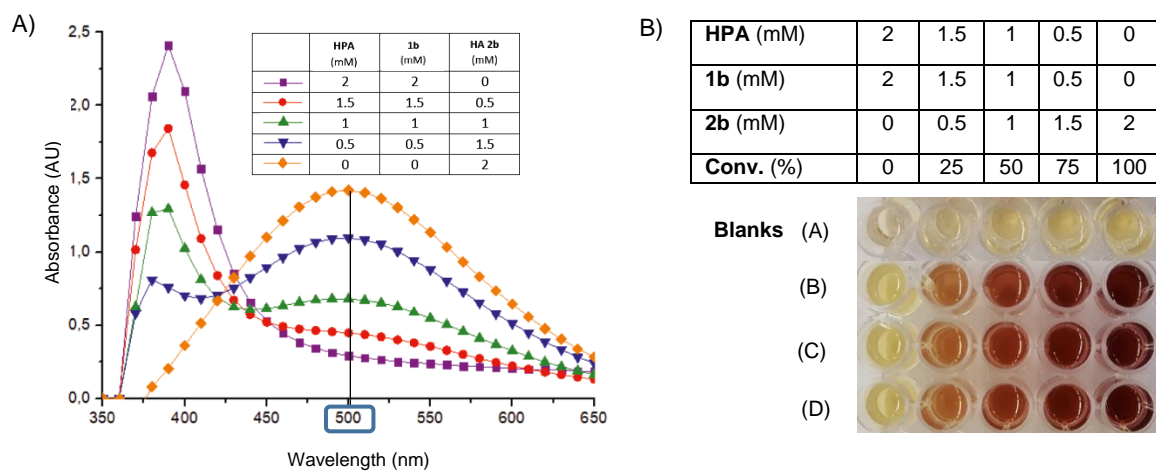 A)
2,5
2,0
1,5
1,0
0,5
0,0
Absorbance (AU)
HPA (mM) 1b (mM) HA 2b (mM)
2 2 0
1.5 1.5 0.5
1 1 1
0.5 0.5 1.5
0 0 2
350 400 450 500 550 600 650
Wavelength (nm)
B)
HPA (mM) 2 1.5 1 0.5 0
1b (mM) 2 1.5 1 0.5 0
2b (mM) 0 0.5 1 1.5 2
Conv. (%) 0 25 50 75 100
Blanks (A)
(B)
(C)
(D)